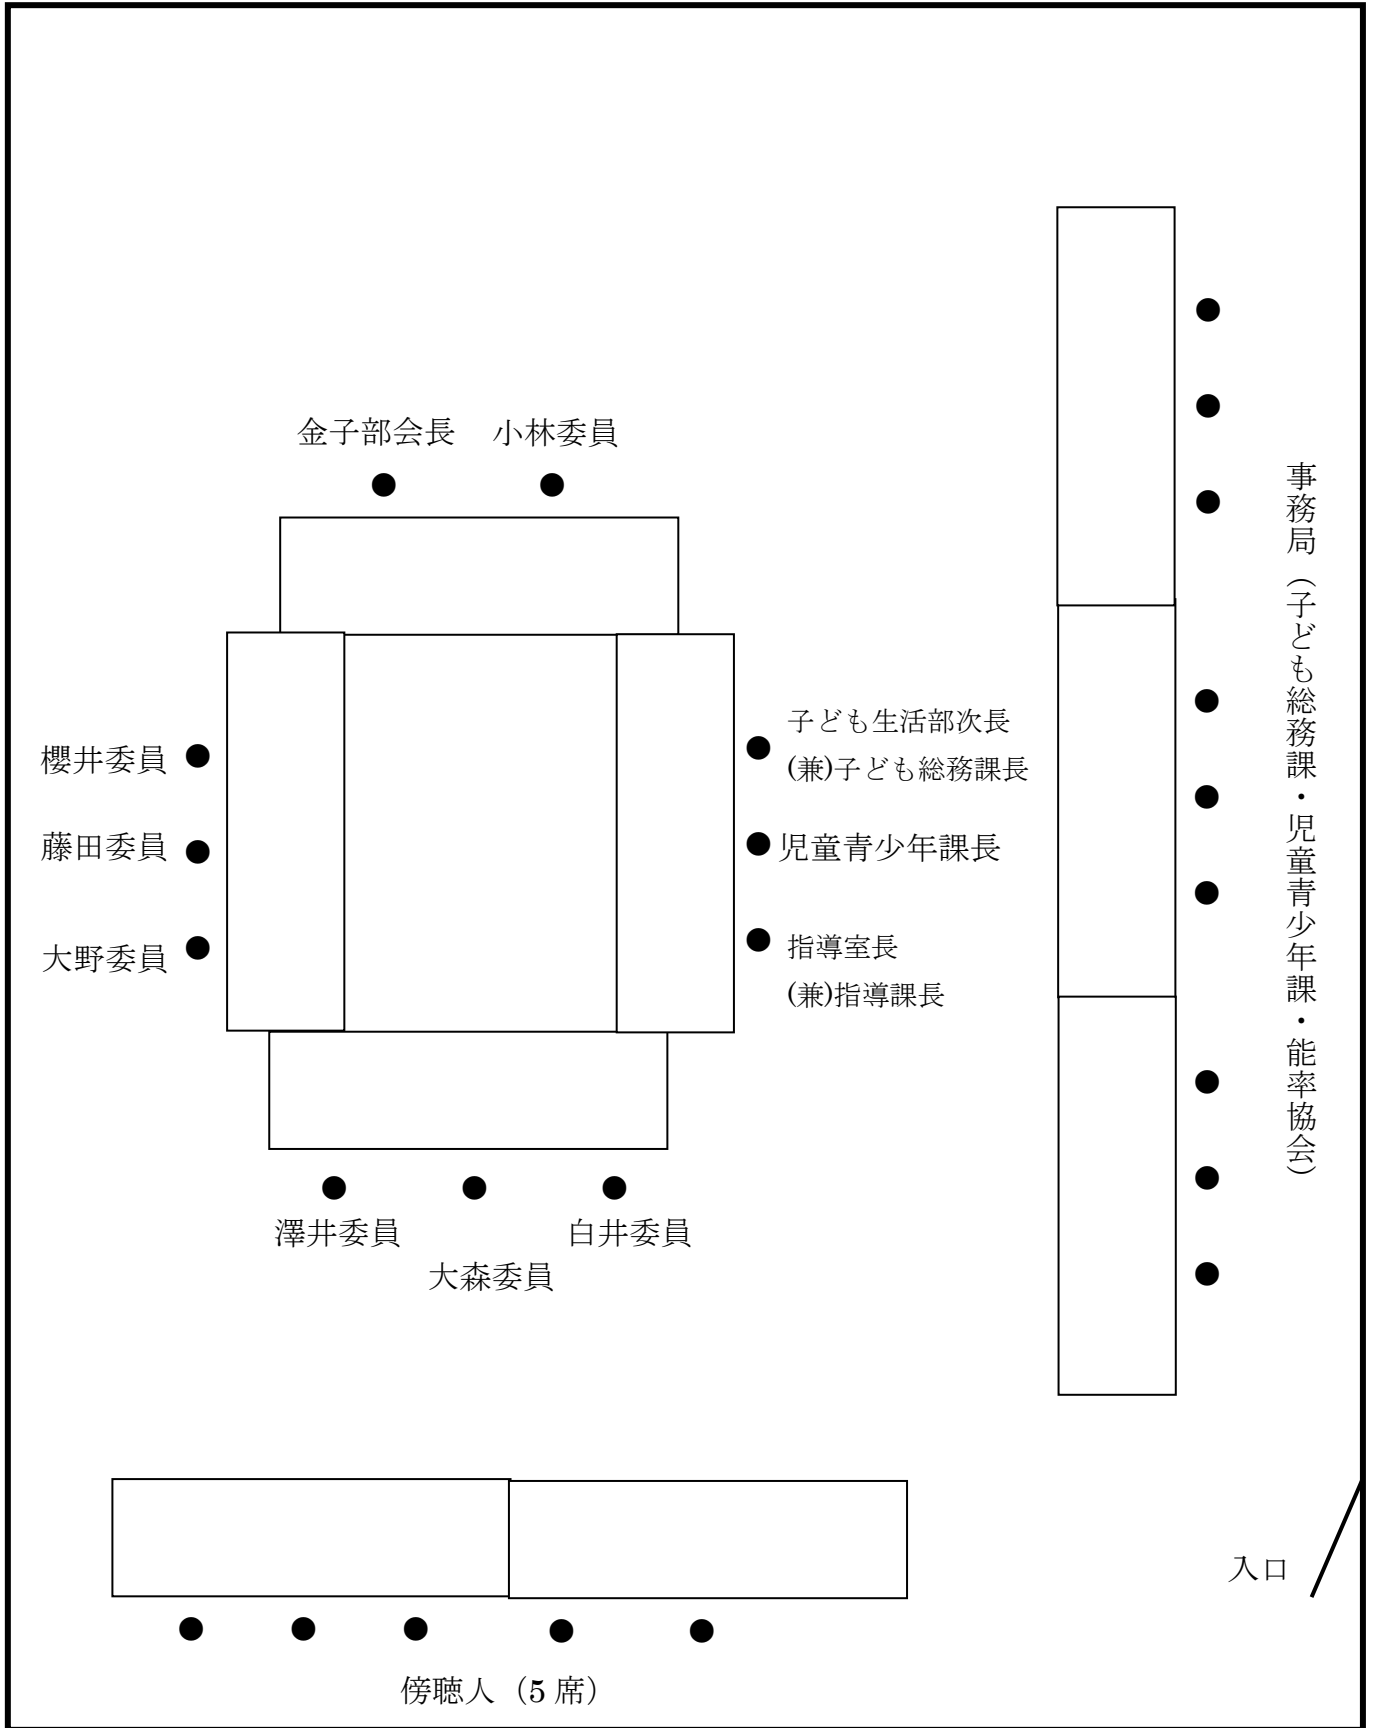 金子部会長
小林委員
櫻井委員
藤田委員
大野委員
子ども生活部次長
(兼)子ども総務課長
児童青少年課長
指導室長
(兼)指導課長
澤井委員
大森委員
白井委員
事務局（子ども総務課・児童青少年課・能率協会）
入口
傍聴人（5 席）